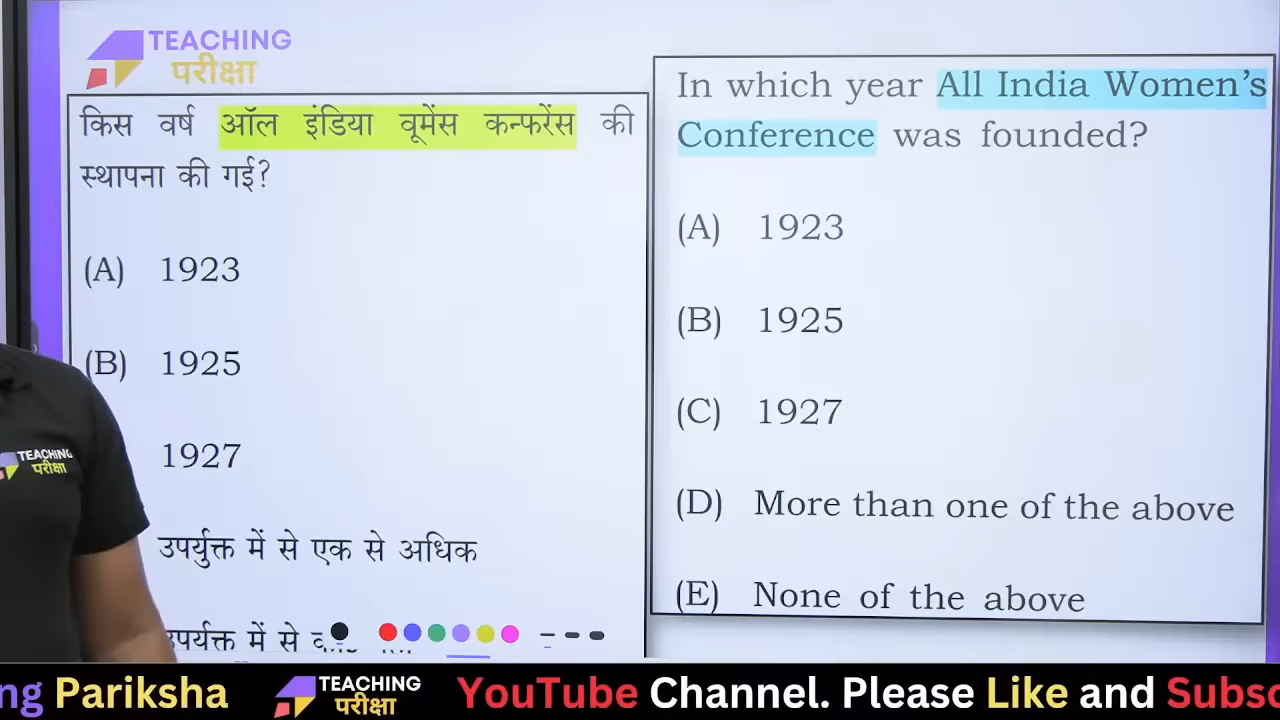 TEACHING
परीक्षा
किस वर्ष ऑल इंडिया वूमेंस कन्फरेंस की
स्थापना की गई?
(A) 1923
(B) 1925
1927
उपर्युक्त में से एक से अधिक
में से
In which year All India Women's
Conference was founded?
(A) 1923
(B) 1925
(C) 1927
(D) More than one of the above
(E) None of the above
TEACHING
परीक्षा
ng Pariksha
TEACHING
परीक्षा
YouTube Channel. Please Like and Subsc